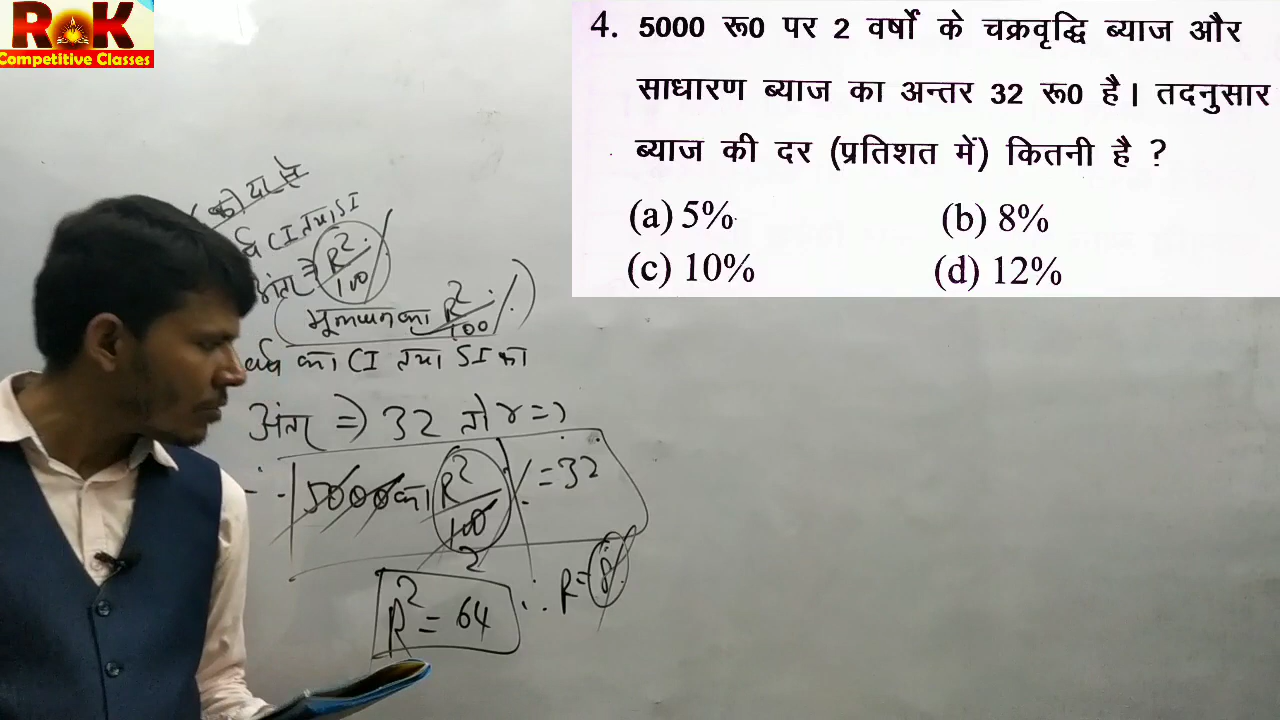 ROK
Competitive Classes
4. 5000 रू0 पर 2 वर्षो के चक्रवृद्धि ब्याज और
साधारण ब्याज का अन्तर 32 रू0 है। तदनुसार
ब्याज की दर (प्रतिशत में) कितनी है ?
(a) 5% (b) 8%
(c) 10% (d) 12%
CI तथा SI
R²/100 %
मूलधन का R²/100 %)
का CI तथा SI का
अंतर => 32 तो r = ?
5000 का R²/100 % = 32
2
R² = 64 ∴ R = 8%